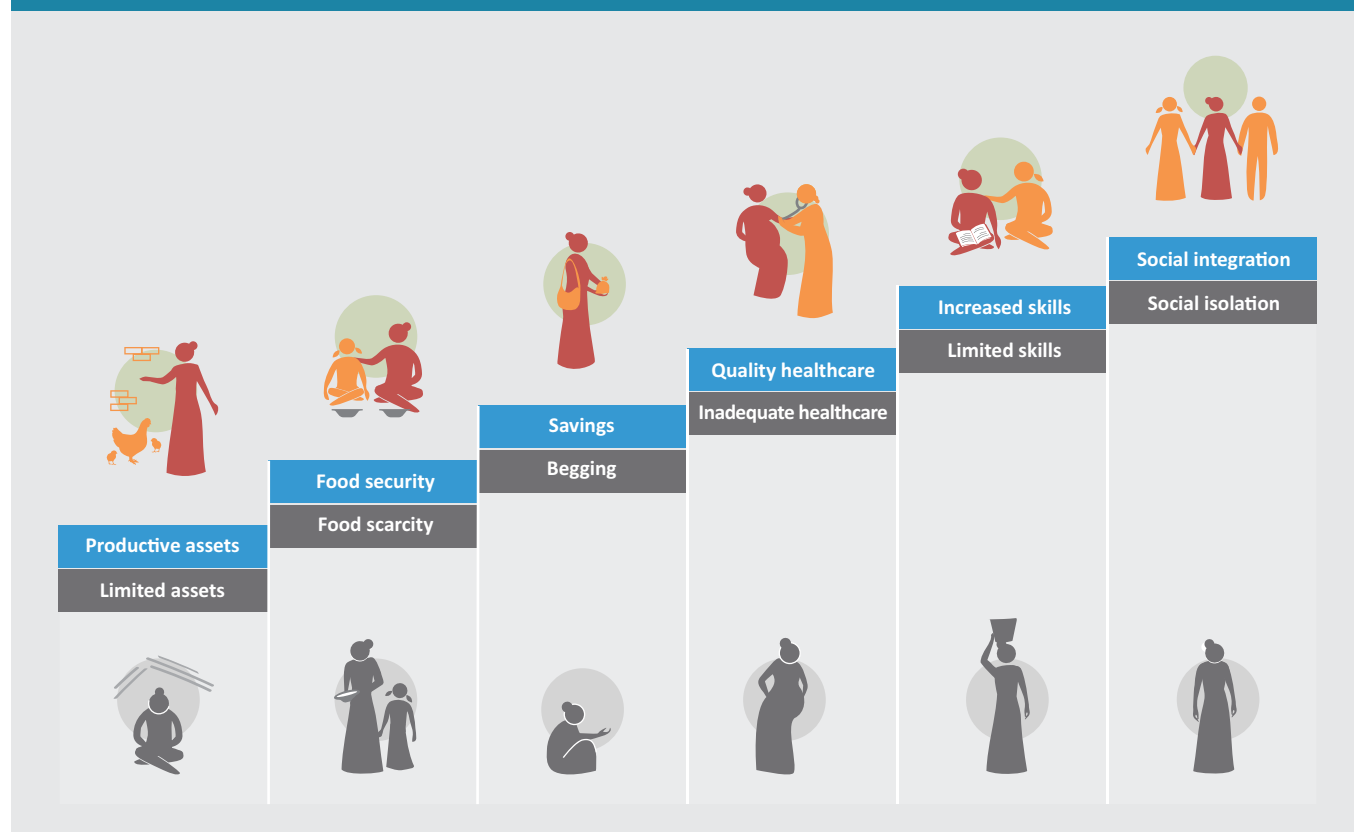 Productive assets
Limited assets
Food security
Food scarcity
Savings
Begging
Quality healthcare
Inadequate healthcare
Increased skills
Limited skills
Social integration
Social isolation